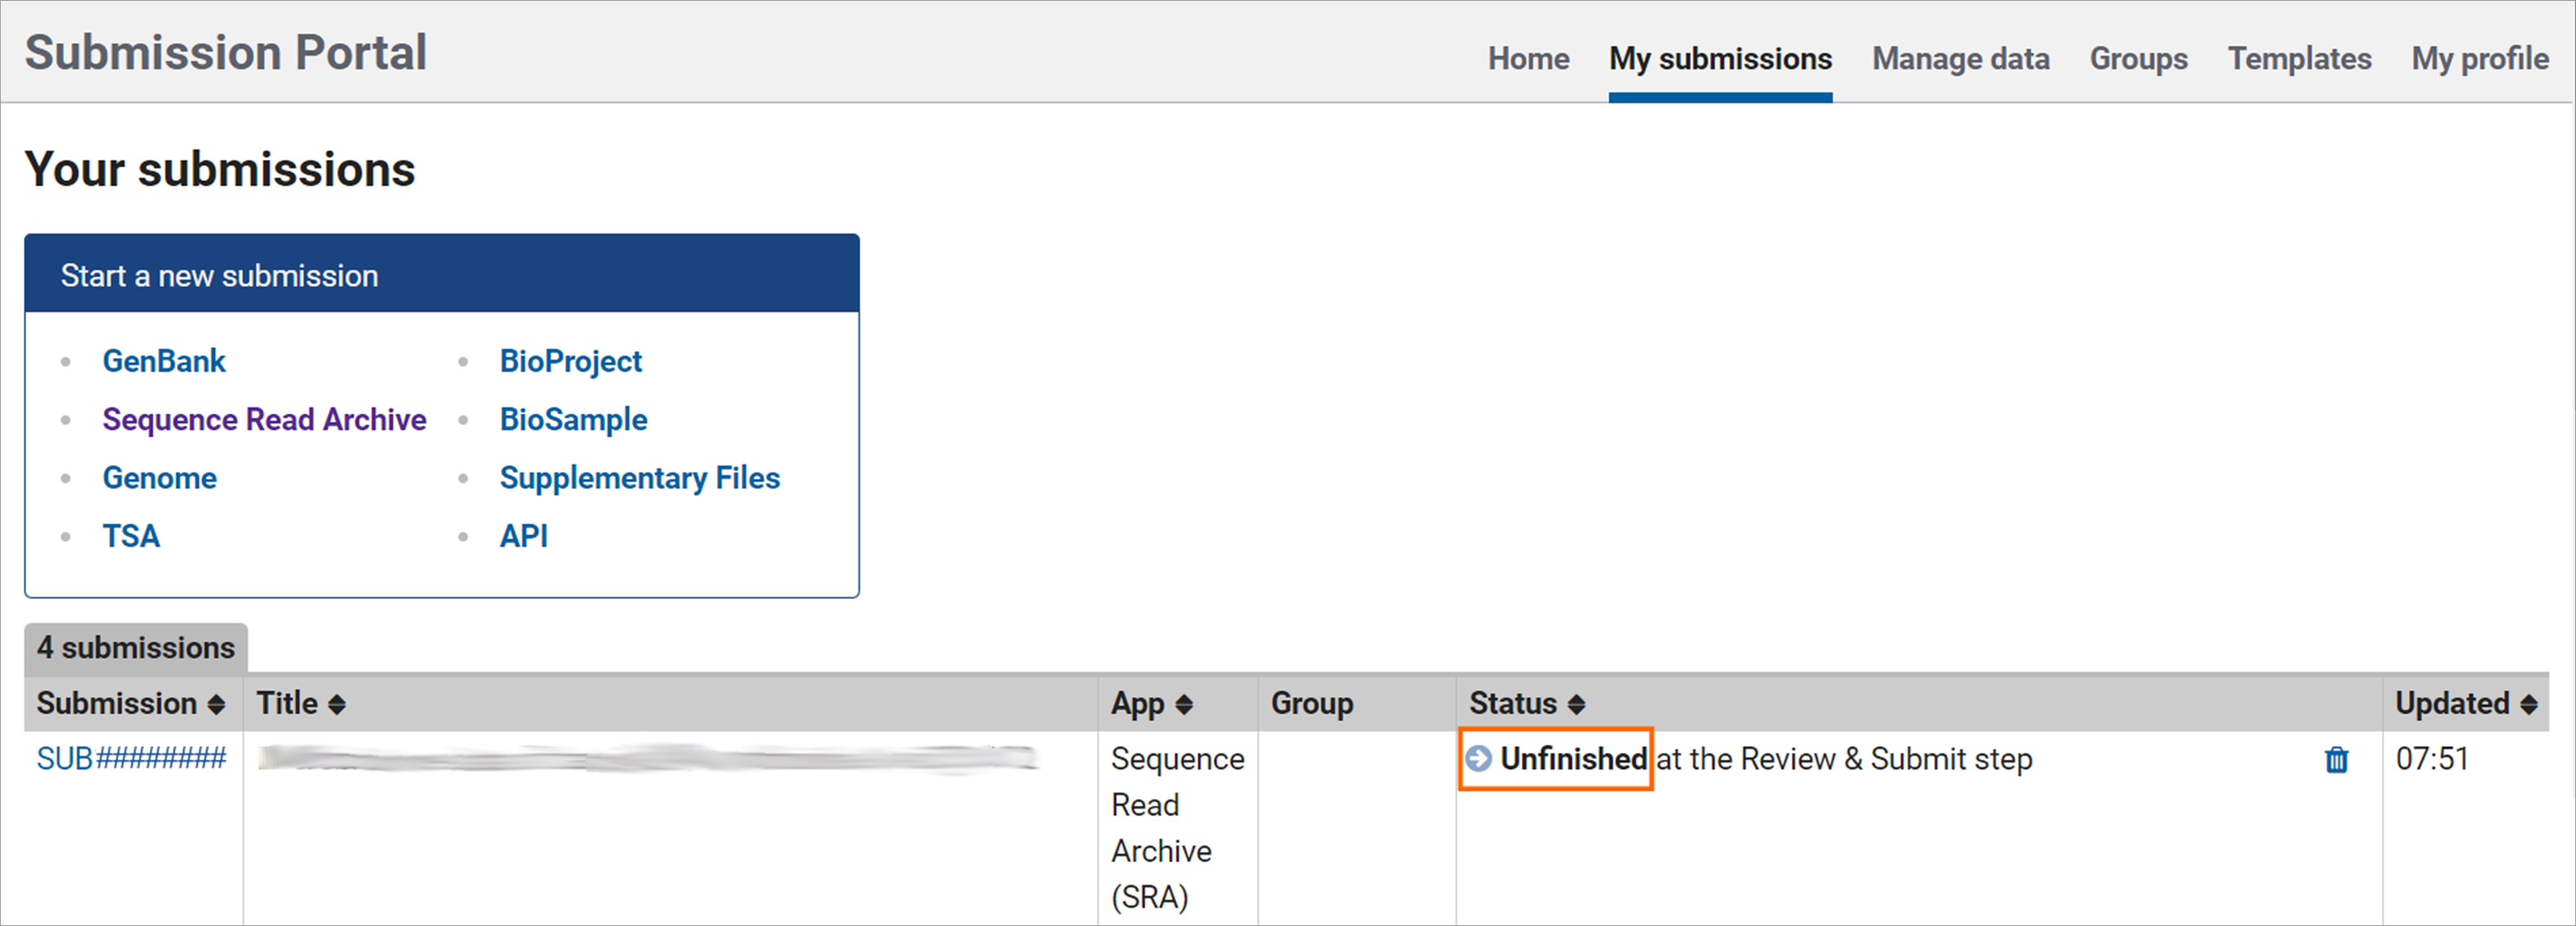 Submission Portal
Home My submissions Manage data Groups Templates My profile
Your submissions
Start a new submission
GenBank
Sequence Read Archive
Genome
TSA
BioProject
BioSample
Supplementary Files
API
4 submissions
Submission Title App Group Status Updated
SUB######## Sequence Unfinished at the Review & Submit step 07:51
Read
Archive
(SRA)